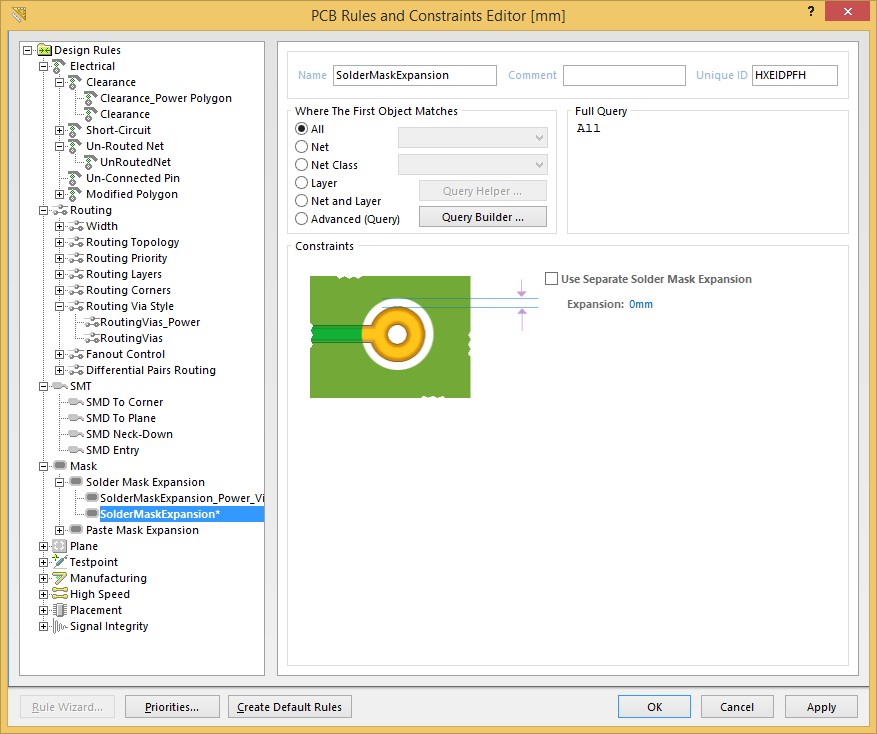 PCB Rules and Constraints Editor [mm]
?
Design Rules
Electrical
Clearance
Clearance_Power Polygon
Clearance
Short-Circuit
Un-Routed Net
UnRoutedNet
Un-Connected Pin
Modified Polygon
Routing
Width
Routing Topology
Routing Priority
Routing Layers
Routing Corners
Routing Via Style
RoutingVias_Power
RoutingVias
Fanout Control
Differential Pairs Routing
SMT
SMD To Corner
SMD To Plane
SMD Neck-Down
SMD Entry
Mask
Solder Mask Expansion
SolderMaskExpansion_Power_Vi
SolderMaskExpansion*
Paste Mask Expansion
Plane
Testpoint
Manufacturing
High Speed
Placement
Signal Integrity
Name SolderMaskExpansion Comment Unique ID HXEIDPFH
Where The First Object Matches
All
Net
Net Class
Layer
Net and Layer
Advanced (Query)
Query Helper ...
Query Builder ...
Full Query
All
Constraints
Use Separate Solder Mask Expansion
Expansion: 0mm
Rule Wizard... Priorities... Create Default Rules OK Cancel Apply